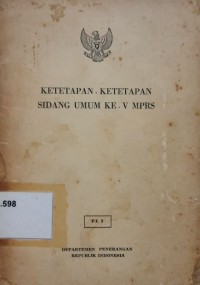 KETETAPAN - KETETAPAN
SIDANG UMUM KE - V MPRS
.598
DEPARTEMEN PENERANGAN
REPUBLIK INDONESIA